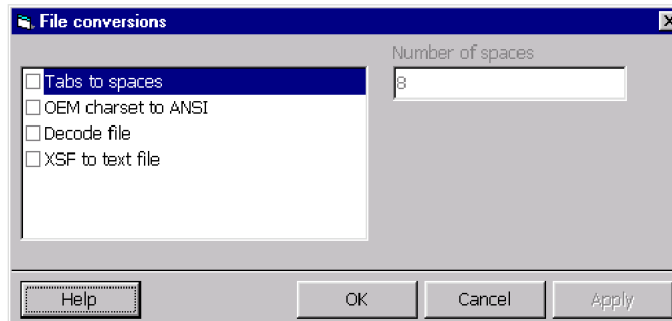 File conversions
Number of spaces
Tabs to spaces
8
OEM charset to ANSI
Decode file
XSF to text file
Help
OK
Cancel
Apply